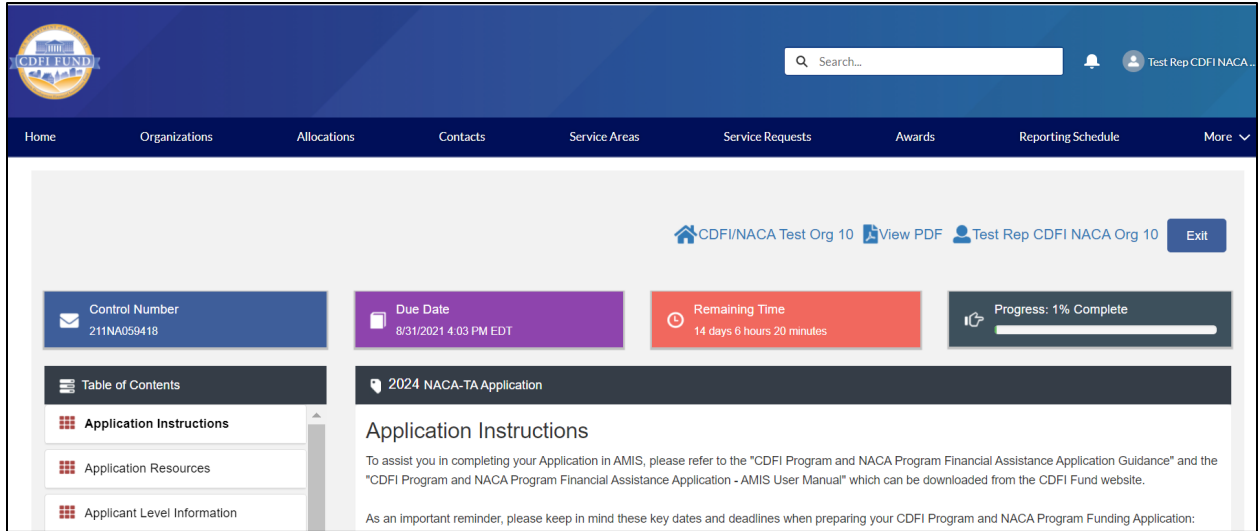 CDFI FUND
Search...
Test Rep CDFI NACA ...
Home Organizations Allocations Contacts Service Areas Service Requests Awards Reporting Schedule More
CDFI/NACA Test Org 10 View PDF Test Rep CDFI NACA Org 10 Exit
Control Number
211NA059418
Due Date
8/31/2021 4:03 PM EDT
Remaining Time
14 days 6 hours 20 minutes
Progress: 1% Complete
Table of Contents
Application Instructions
Application Resources
Applicant Level Information
2024 NACA-TA Application
Application Instructions
To assist you in completing your Application in AMIS, please refer to the "CDFI Program and NACA Program Financial Assistance Application Guidance" and the
"CDFI Program and NACA Program Financial Assistance Application - AMIS User Manual" which can be downloaded from the CDFI Fund website.
As an important reminder, please keep in mind these key dates and deadlines when preparing your CDFI Program and NACA Program Funding Application: